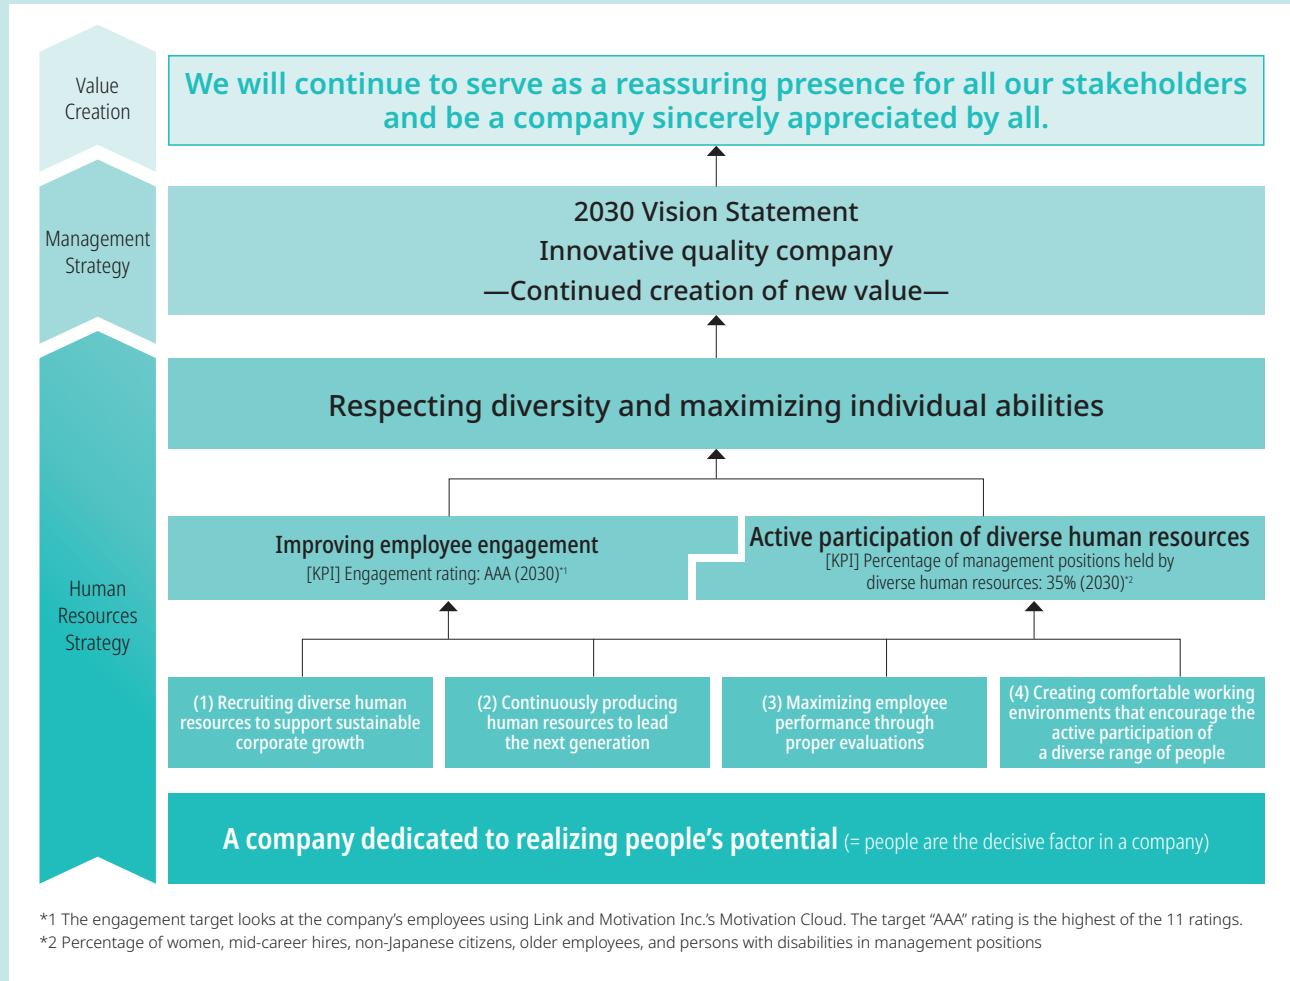 Value
Creation
We will continue to serve as a reassuring presence for all our stakeholders
and be a company sincerely appreciated by all.
Management
Strategy
2030 Vision Statement
Innovative quality company
—Continued creation of new value—
Human
Resources
Strategy
Respecting diversity and maximizing individual abilities
Improving employee engagement
[KPI] Engagement rating: AAA (2030)*1
Active participation of diverse human resources
[KPI] Percentage of management positions held by
diverse human resources: 35% (2030)*2
(1) Recruiting diverse human
resources to support sustainable
corporate growth
(2) Continuously producing
human resources to lead
the next generation
(3) Maximizing employee
performance through
proper evaluations
(4) Creating comfortable working
environments that encourage the
active participation of
a diverse range of people
A company dedicated to realizing people’s potential (= people are the decisive factor in a company)
*1 The engagement target looks at the company’s employees using Link and Motivation Inc.’s Motivation Cloud. The target “AAA” rating is the highest of the 11 ratings.
*2 Percentage of women, mid-career hires, non-Japanese citizens, older employees, and persons with disabilities in management positions